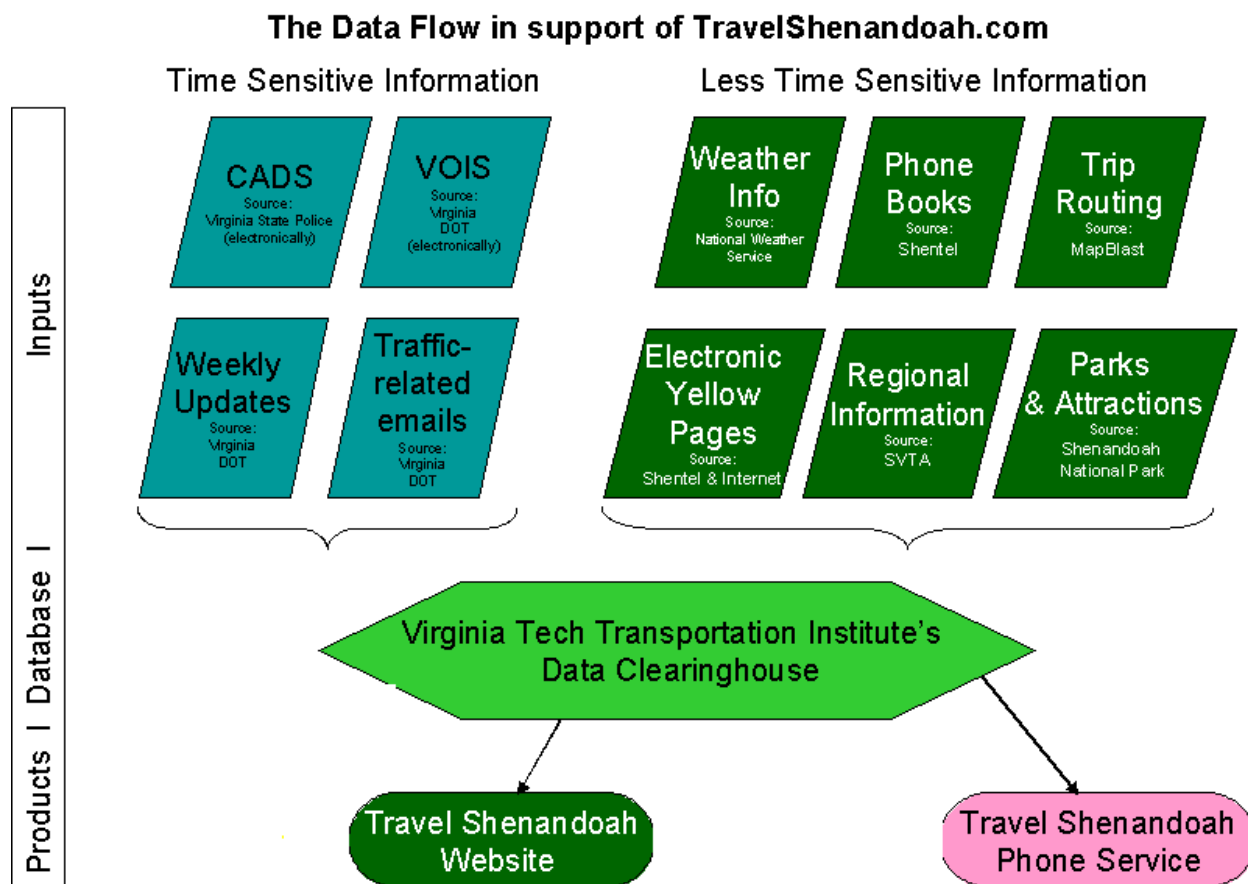 The Data Flow in support of TravelShenandoah.com
Time Sensitive Information
Less Time Sensitive Information
Inputs
CADS
Source:
Virginia State Police
(electronically)
VOIS
Source:
Virginia
DOT
(electronically)
Weather
Info
Source:
National Weather
Service
Phone
Books
Source:
Shentel
Trip
Routing
Source:
MapBlast
Weekly
Updates
Source:
Virginia
DOT
Traffic-
related
emails
Source:
Virginia
DOT
Electronic
Yellow
Pages
Source:
Shentel & Internet
Regional
Information
Source:
SVTA
Parks
& Attractions
Source:
Shenandoah
National Park
Products | Database |
Virginia Tech Transportation Institute's
Data Clearinghouse
Travel Shenandoah
Website
Travel Shenandoah
Phone Service